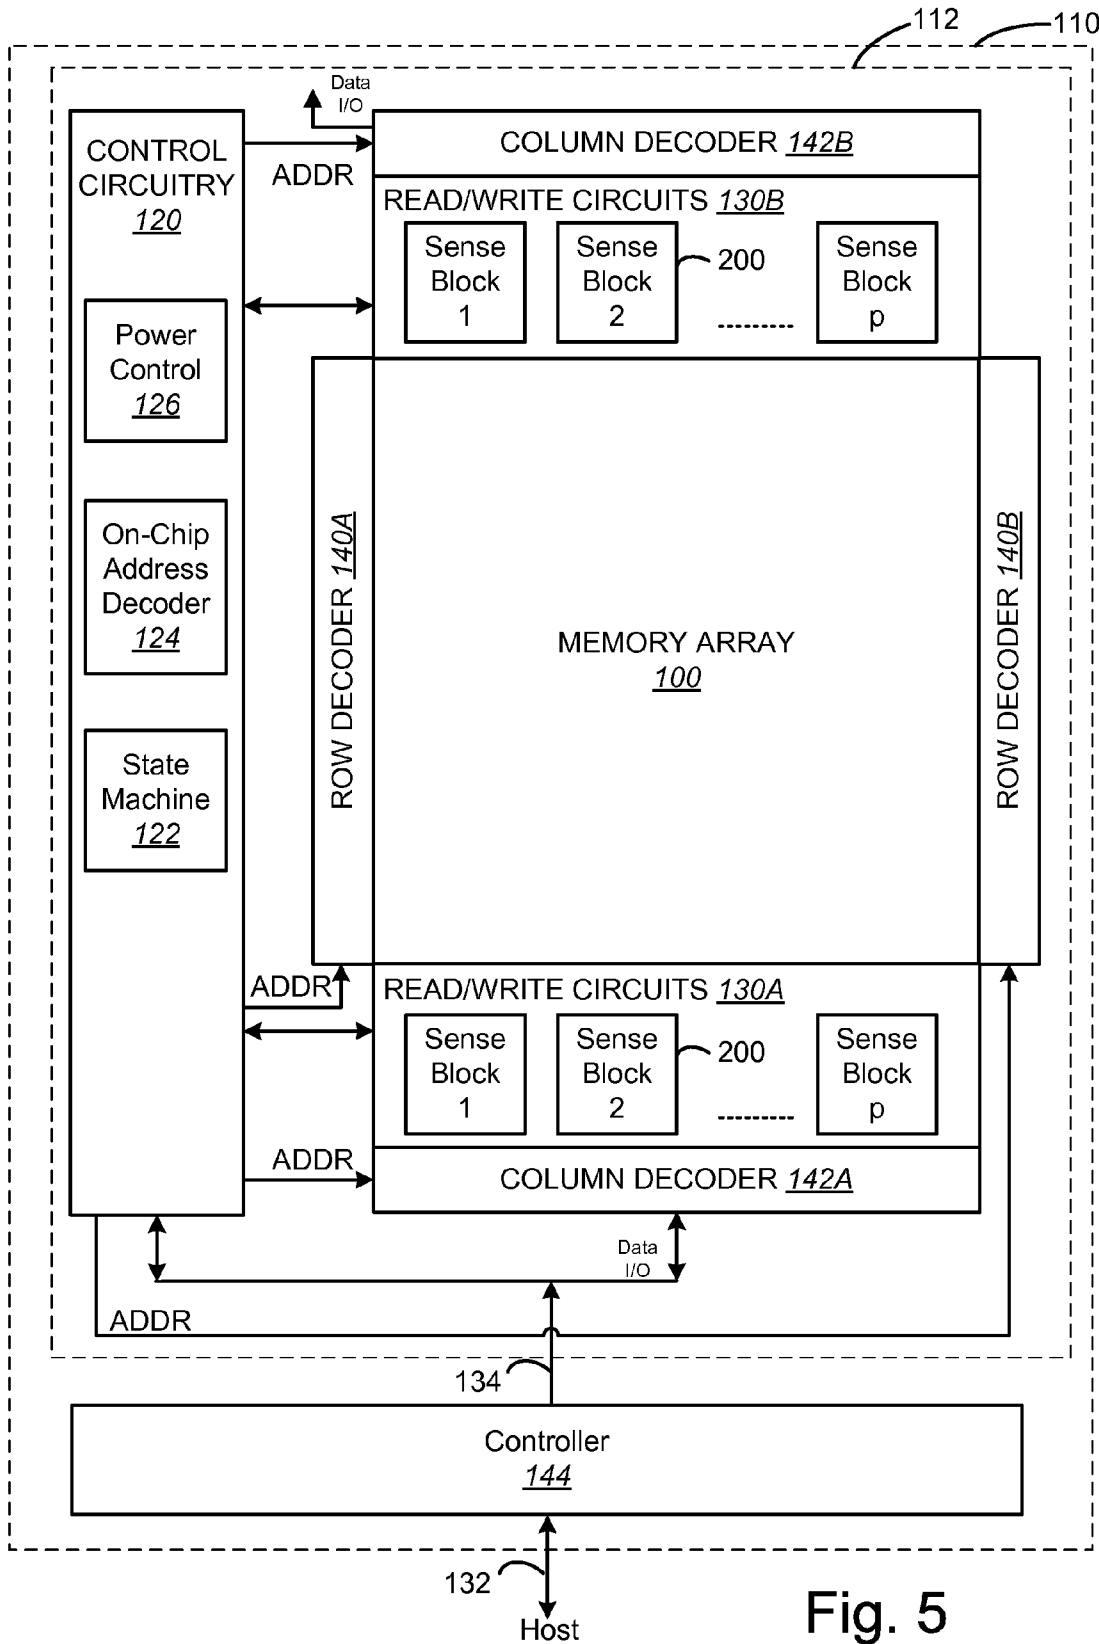 112
110
Data
I/O
CONTROL
CIRCUITRY
120
ADDR
COLUMN DECODER 142B
READ/WRITE CIRCUITS 130B
Sense
Block
1
Sense
Block
2
200
.........
Sense
Block
p
Power
Control
126
On-Chip
Address
Decoder
124
State
Machine
122
ROW DECODER 140A
MEMORY ARRAY
100
ROW DECODER 140B
ADDR
READ/WRITE CIRCUITS 130A
Sense
Block
1
Sense
Block
2
200
.........
Sense
Block
p
ADDR
COLUMN DECODER 142A
Data
I/O
ADDR
134
Controller
144
132
Host
Fig. 5